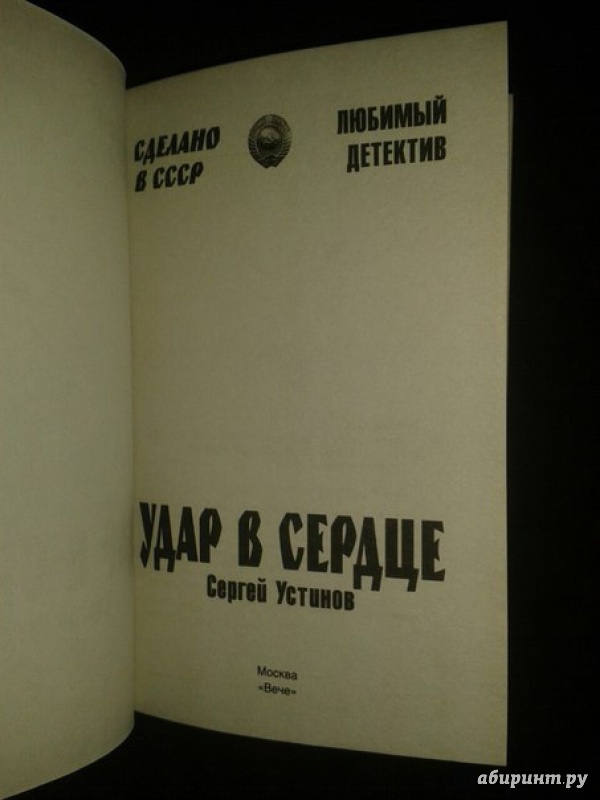 СДЕЛАНО
В СССР
ЛЮБИМЫЙ
ДЕТЕКТИВ
УДАР В СЕРДЦЕ
Сергей Устинов
Москва
«Вече»
абиринт.ру